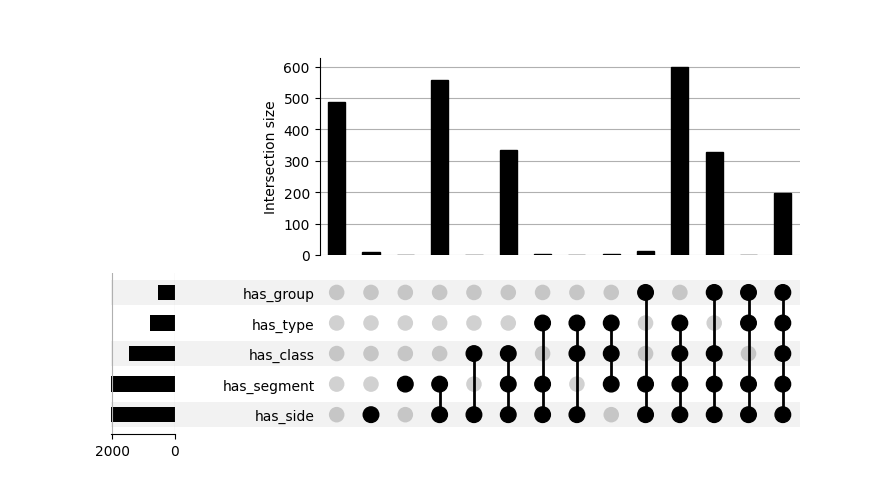 600
500
400
300
200
100
0
Intersection size
has_group
has_type
has_class
has_segment
has_side
2000 0